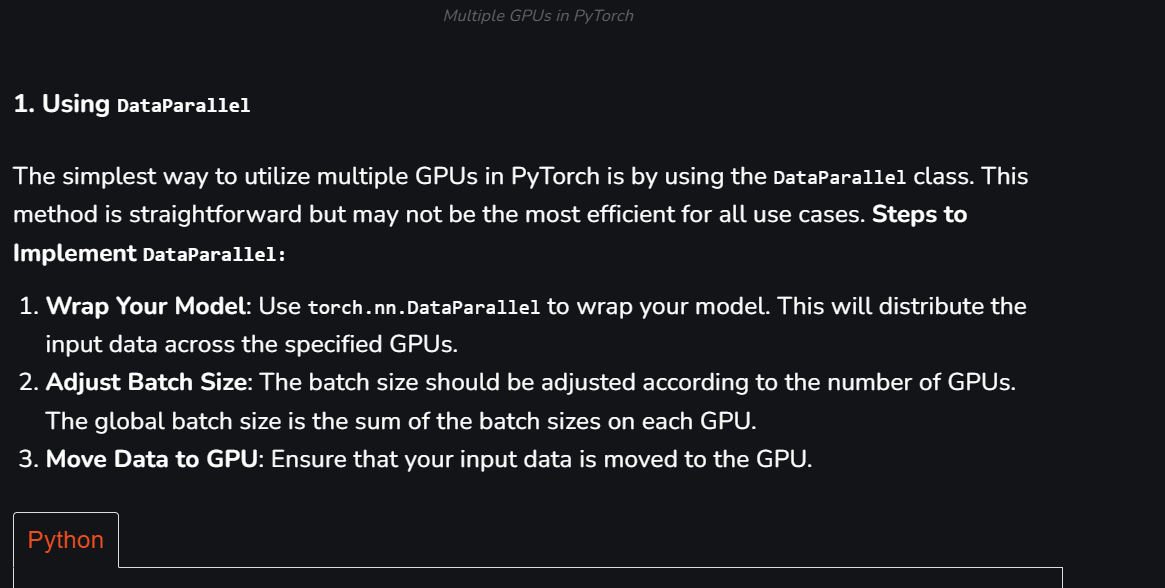 Multiple GPUs in PyTorch
1. Using DataParallel
The simplest way to utilize multiple GPUs in PyTorch is by using the DataParallel class. This
method is straightforward but may not be the most efficient for all use cases. Steps to
Implement DataParallel:
1. Wrap Your Model: Use torch.nn.DataParallel to wrap your model. This will distribute the
input data across the specified GPUs.
2. Adjust Batch Size: The batch size should be adjusted according to the number of GPUs.
The global batch size is the sum of the batch sizes on each GPU.
3. Move Data to GPU: Ensure that your input data is moved to the GPU.
Python